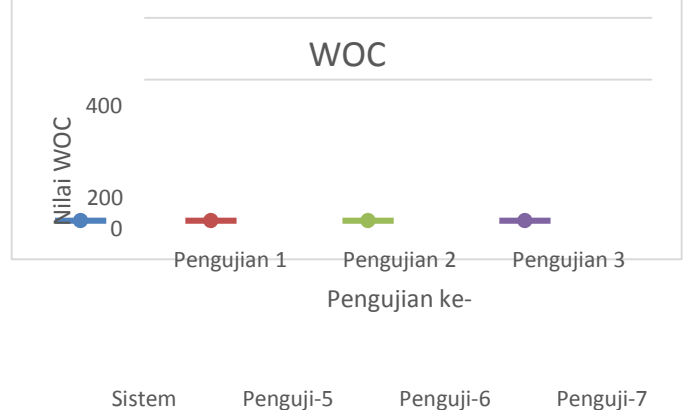 WOC
400
Nilai WOC
200
0
Pengujian 1 Pengujian 2 Pengujian 3
Pengujian ke-
Sistem Penguji-5 Penguji-6 Penguji-7